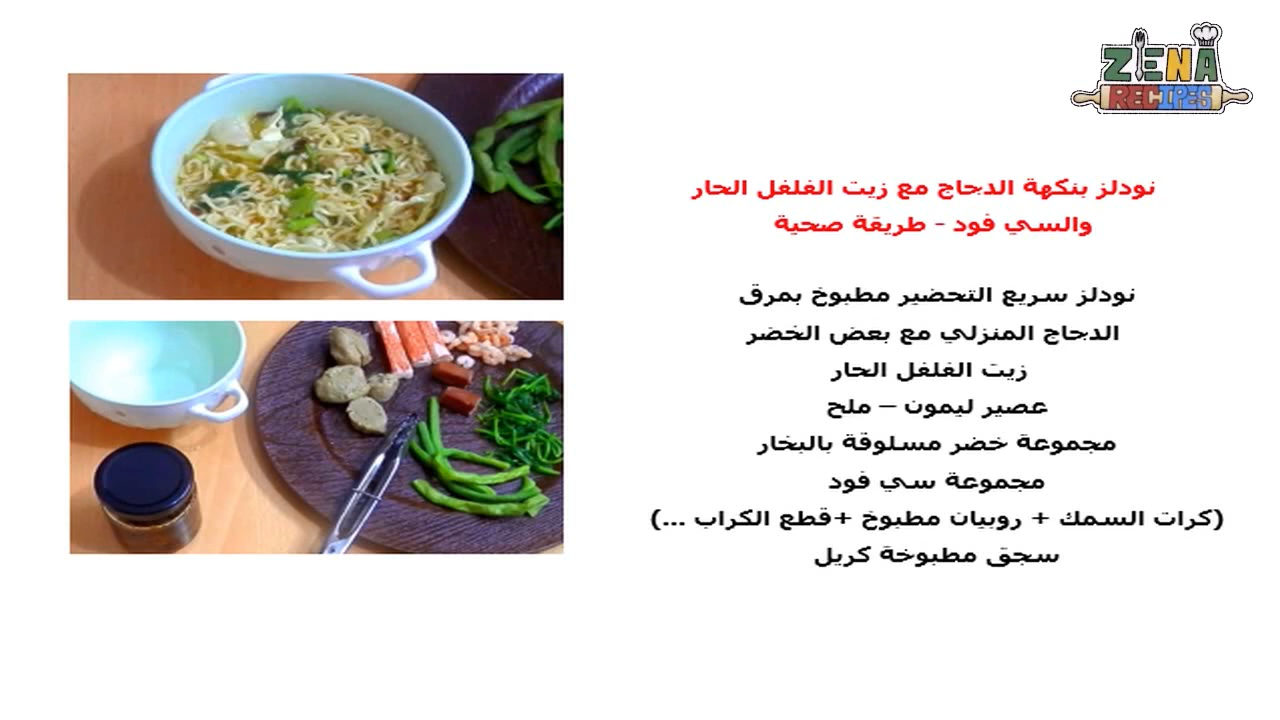 ZENA
RECIPES
نودلز بنكهة الدجاج مع زيت الفلفل الحار
والسي فود - طريقة صحية
نودلز سريع التحضير مطبوخ بمرق
الدجاج المنزلي مع بعض الخضر
زيت الفلفل الحار
عصير ليمون – ملح
مجموعة خضر مسلوقة بالبخار
مجموعة سي فود
(كرات السمك + روبيان مطبوخ +قطع الكراب ...)
سجق مطبوخة كريل